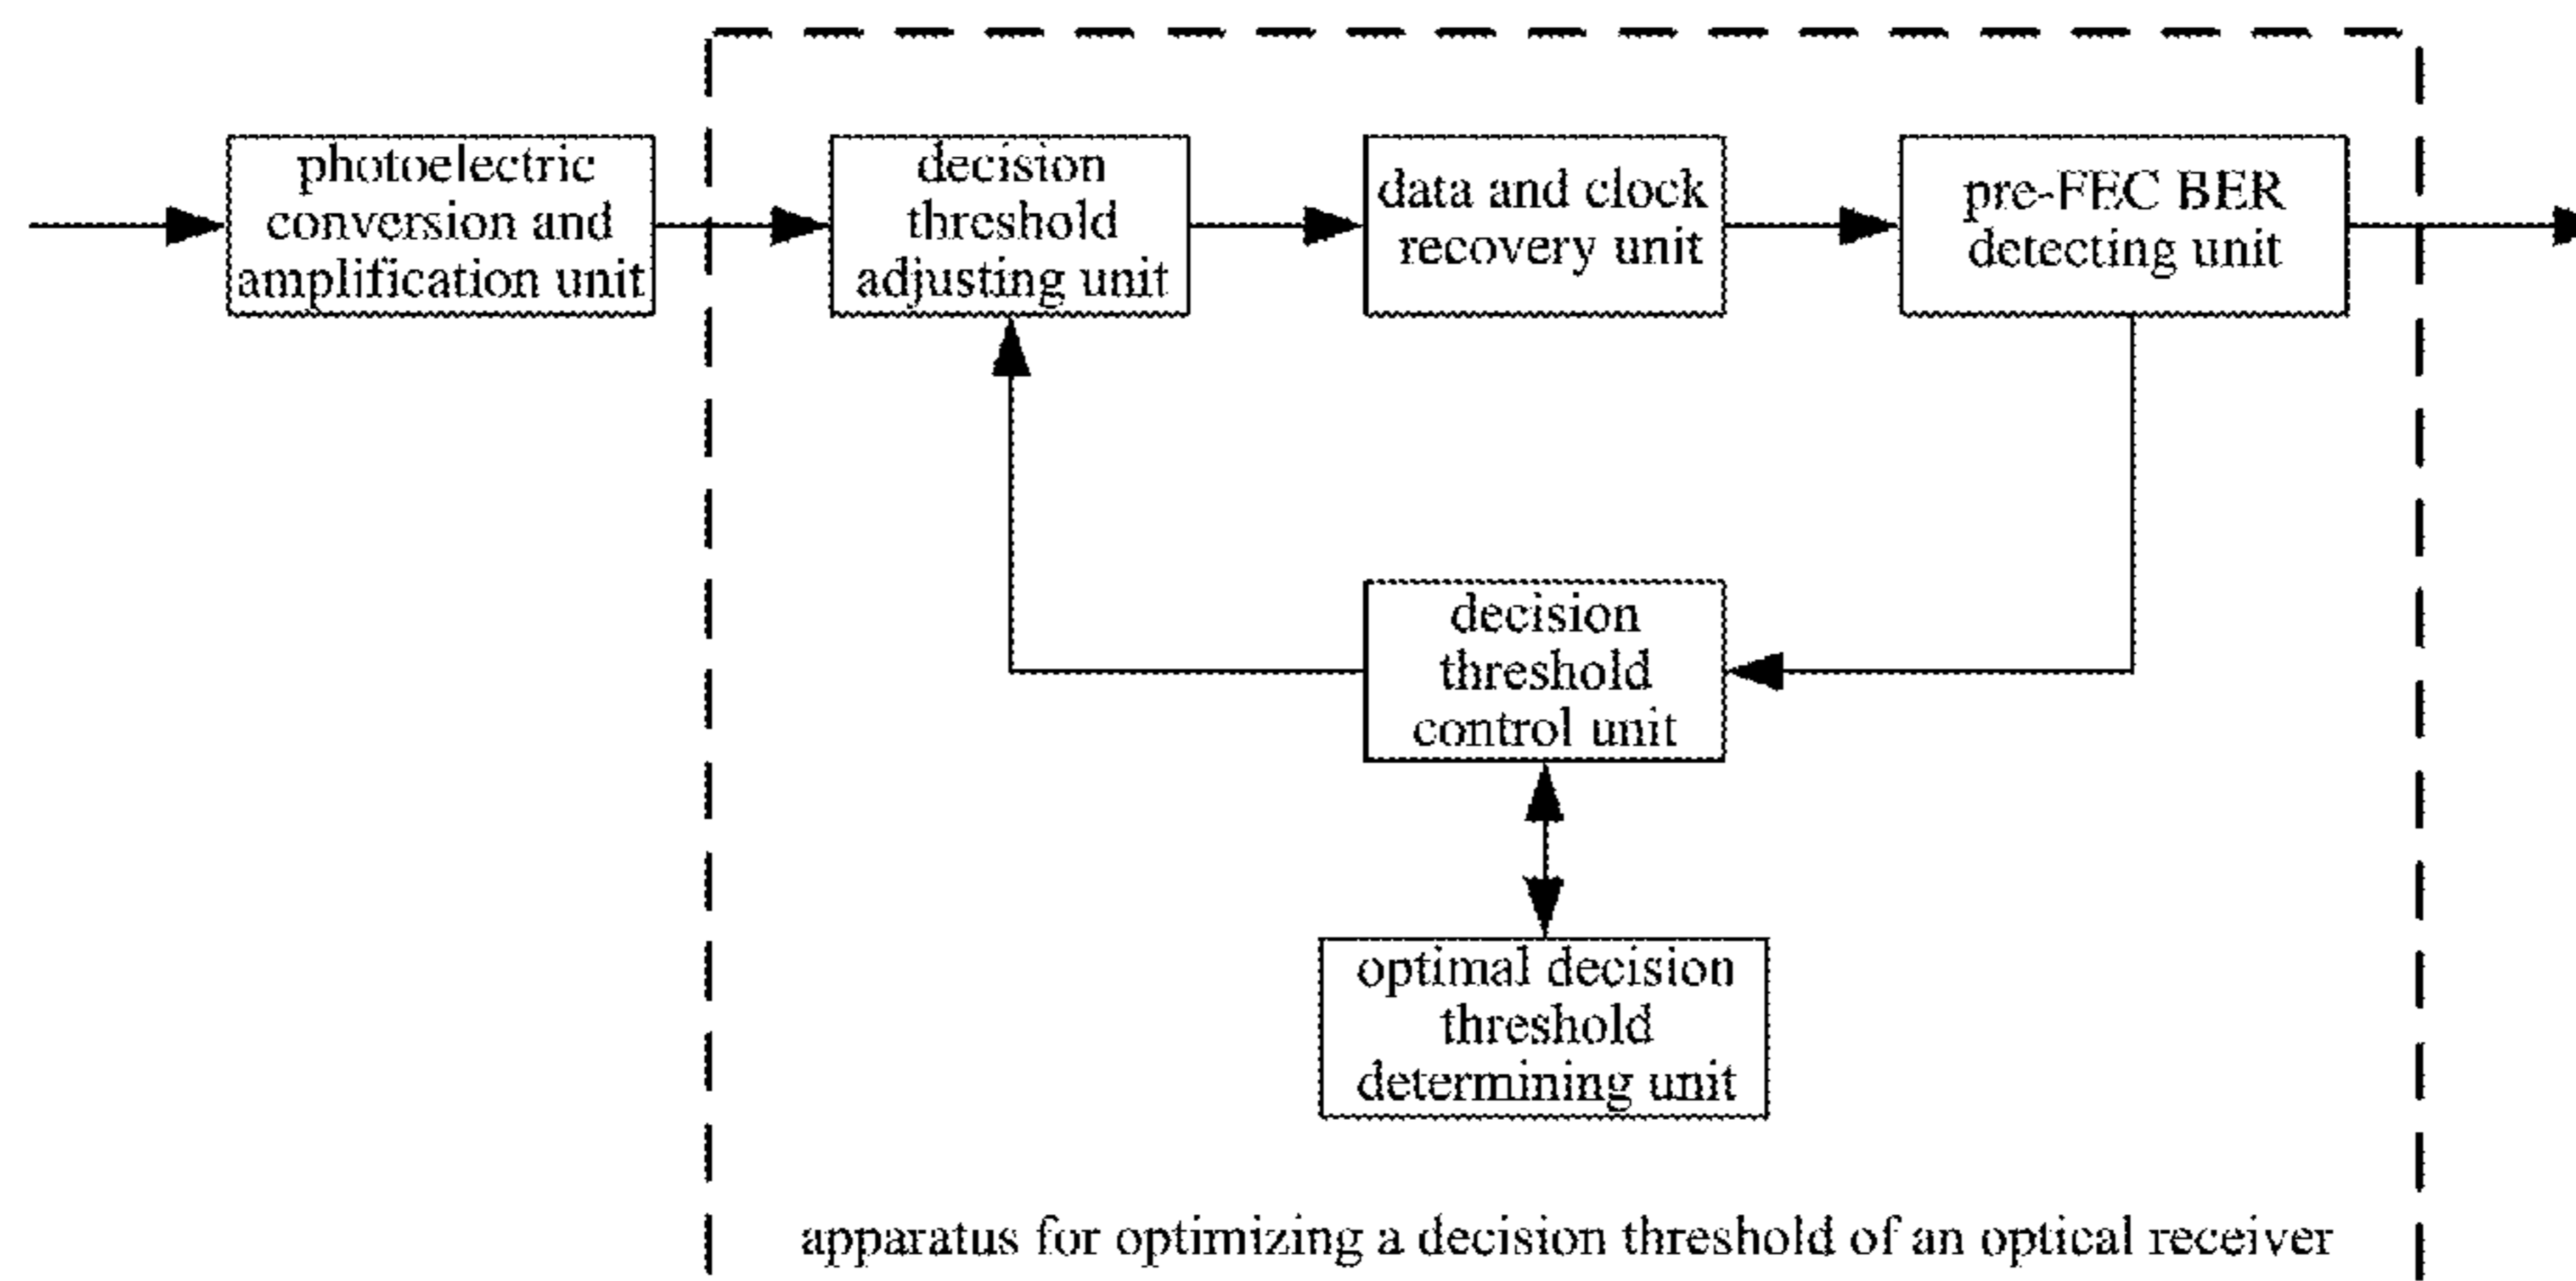 photoelectric
conversion and
amplification unit
decision
threshold
adjusting unit
data and clock
recovery unit
pre-FEC BER
detecting unit
decision
threshold
control unit
optimal decision
threshold
determining unit
apparatus for optimizing a decision threshold of an optical receiver